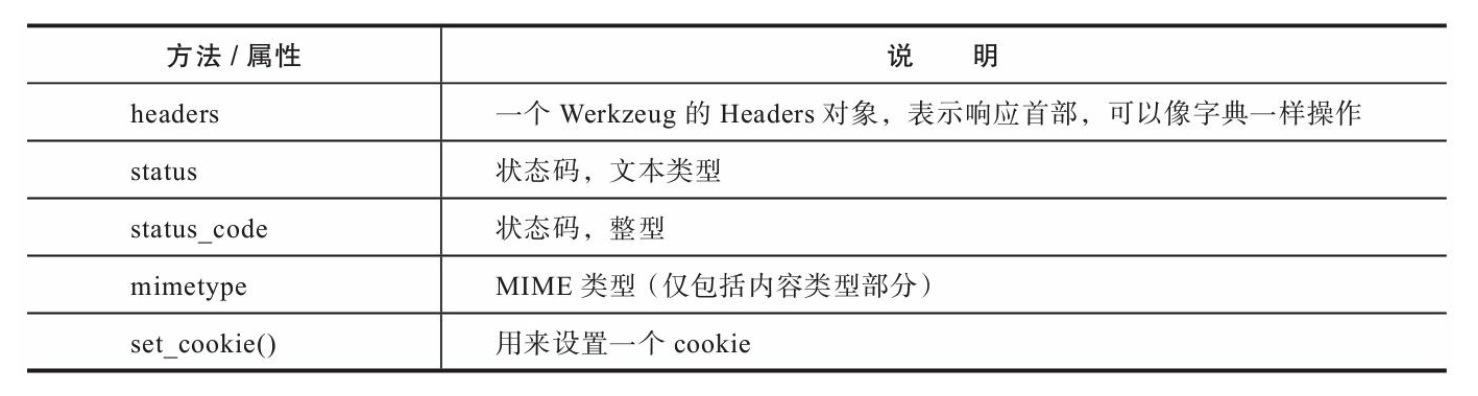 方法 / 属性 说 明
headers 一个 Werkzeug 的 Headers 对象，表示响应首部，可以像字典一样操作
status 状态码，文本类型
status_code 状态码，整型
mimetype MIME 类型（仅包括内容类型部分）
set_cookie() 用来设置一个 cookie